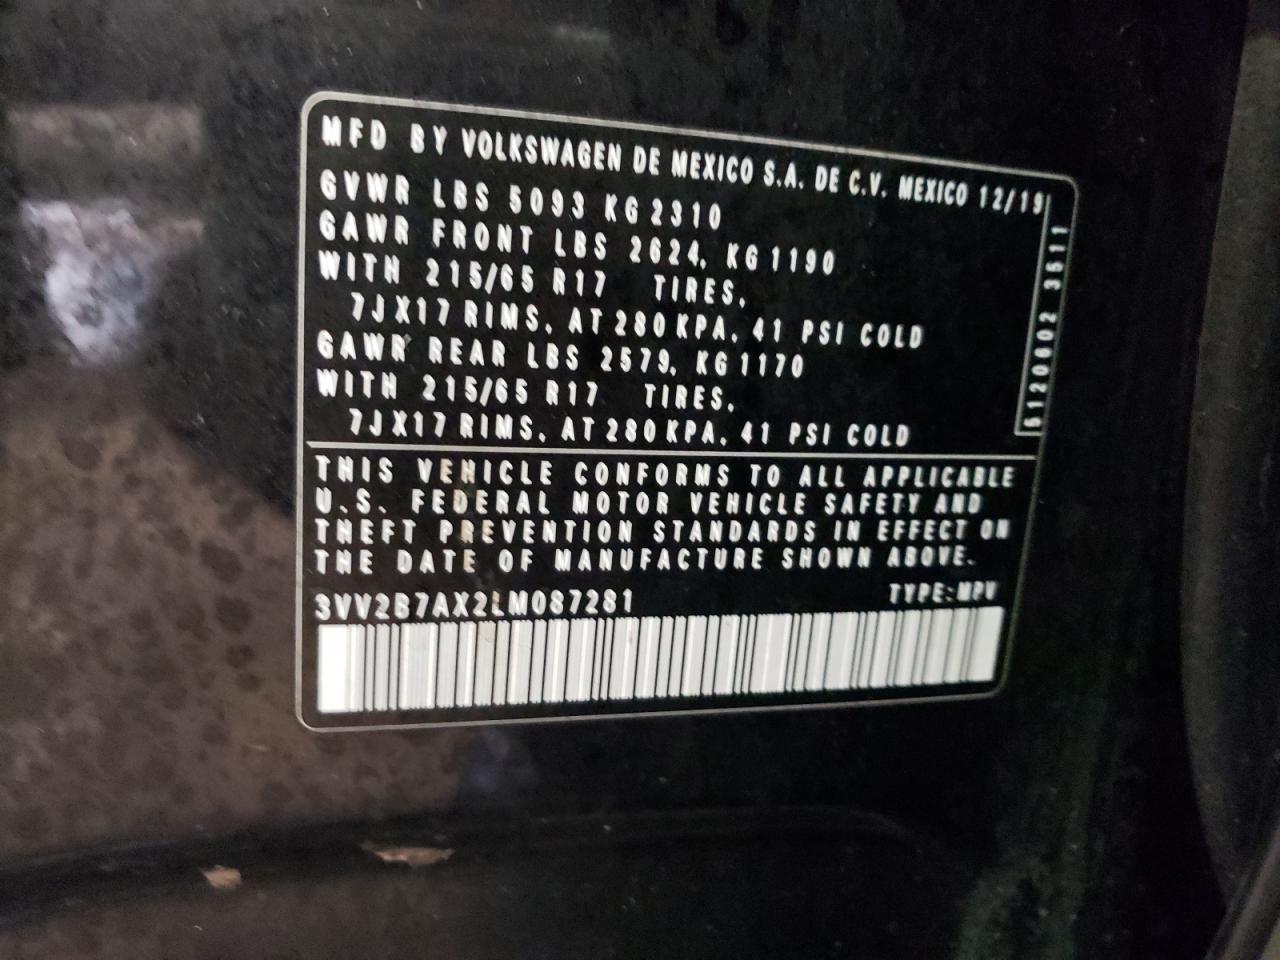 MFD BY VOLKSWAGEN DE MEXICO S.A. DE C.V. MEXICO 12/19
GVWR LBS 5093 KG 2310
GAWR FRONT LBS 2624, KG 1190
WITH 215/65 R17 TIRES,
7JX17 RIMS, AT 280 KPA, 41 PSI COLD
GAWR REAR LBS 2579, KG 1170
WITH 215/65 R17 TIRES,
7JX17 RIMS, AT 280 KPA, 41 PSI COLD
THIS VEHICLE CONFORMS TO ALL APPLICABLE
U.S. FEDERAL MOTOR VEHICLE SAFETY AND
THEFT PREVENTION STANDARDS IN EFFECT ON
THE DATE OF MANUFACTURE SHOWN ABOVE.
3VV2B7AX2LM087281 TYPE: MPV
3511